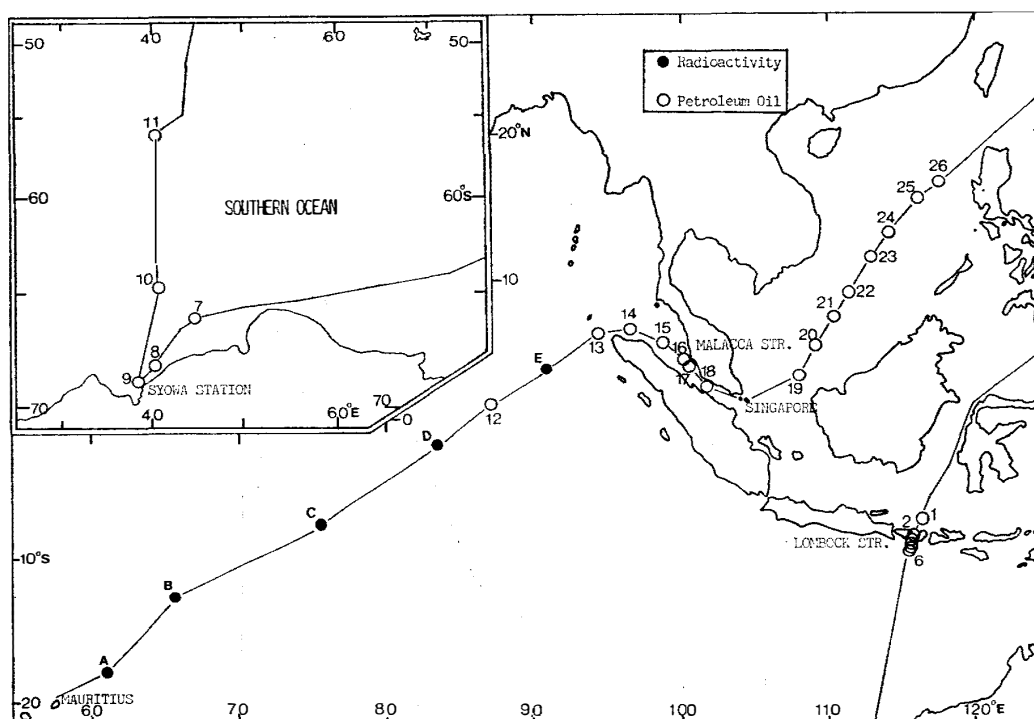 40
60
50
50
Radioactivity
Petroleum Oil
20°N
11
26
25
60
60°S
SOUTHERN OCEAN
24
23
10
10
22
7
21
14
13
15
MALACCA STR.
20
8
16
E
9
SYOWA STATION
17
18
19
SINGAPORE
12
70
40
60°E
70
0
D
C
1
2
LOMBOCK STR.
6
10°S
B
A
MAURITIUS
20
60
70
80
90
100
110
120°E